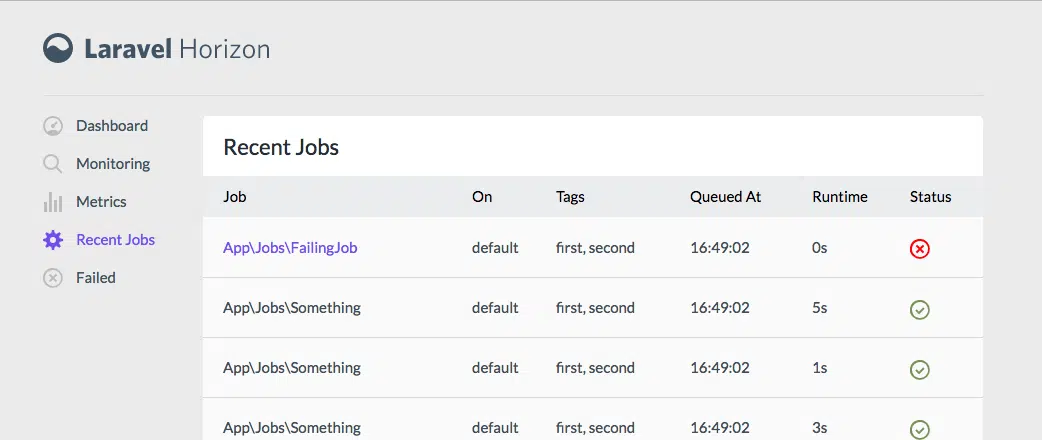 Laravel Horizon
Dashboard
Monitoring
Metrics
Recent Jobs
Failed
Recent Jobs
Job On Tags Queued At Runtime Status
App\Jobs\FailingJob default first, second 16:49:02 0s
App\Jobs\Something default first, second 16:49:02 5s
App\Jobs\Something default first, second 16:49:02 1s
App\Jobs\Something default first, second 16:49:02 3s